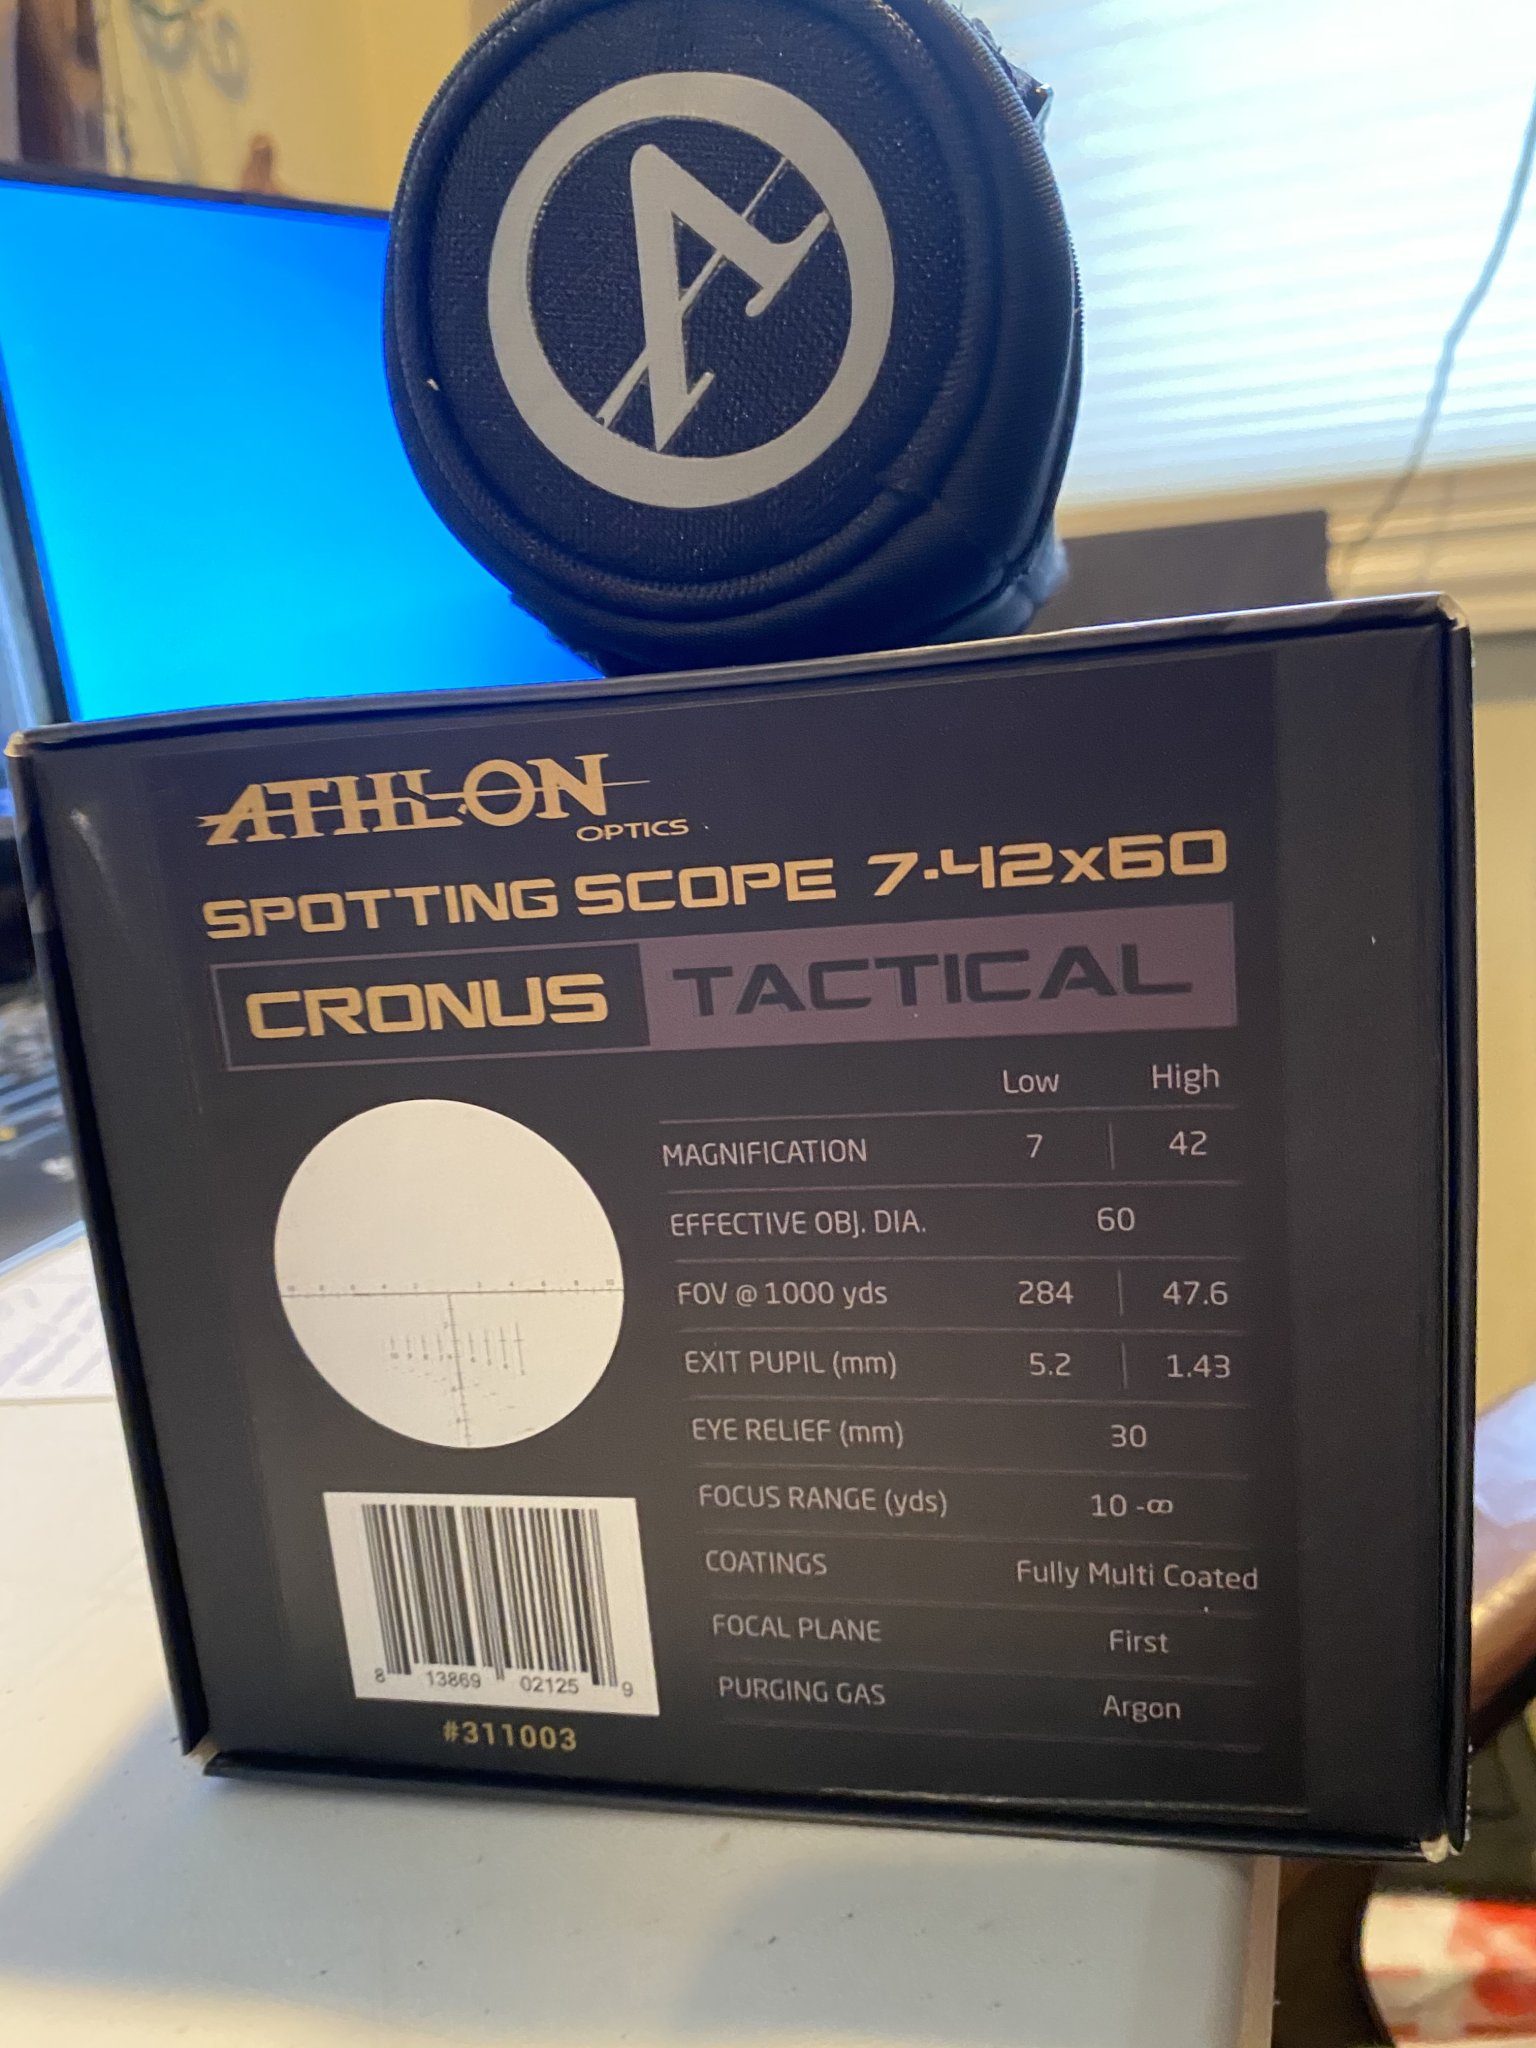 ATHLON
OPTICS
SPOTTING SCOPE 7-42x60
CRONUS TACTICAL
Low High
MAGNIFICATION 7 42
EFFECTIVE OBJ. DIA. 60
FOV @ 1000 yds 284 47.6
EXIT PUPIL (mm) 5.2 1.43
EYE RELIEF (mm) 30
FOCUS RANGE (yds) 10 -∞
COATINGS Fully Multi Coated
FOCAL PLANE First
PURGING GAS Argon
8 13869 02125 9
#311003